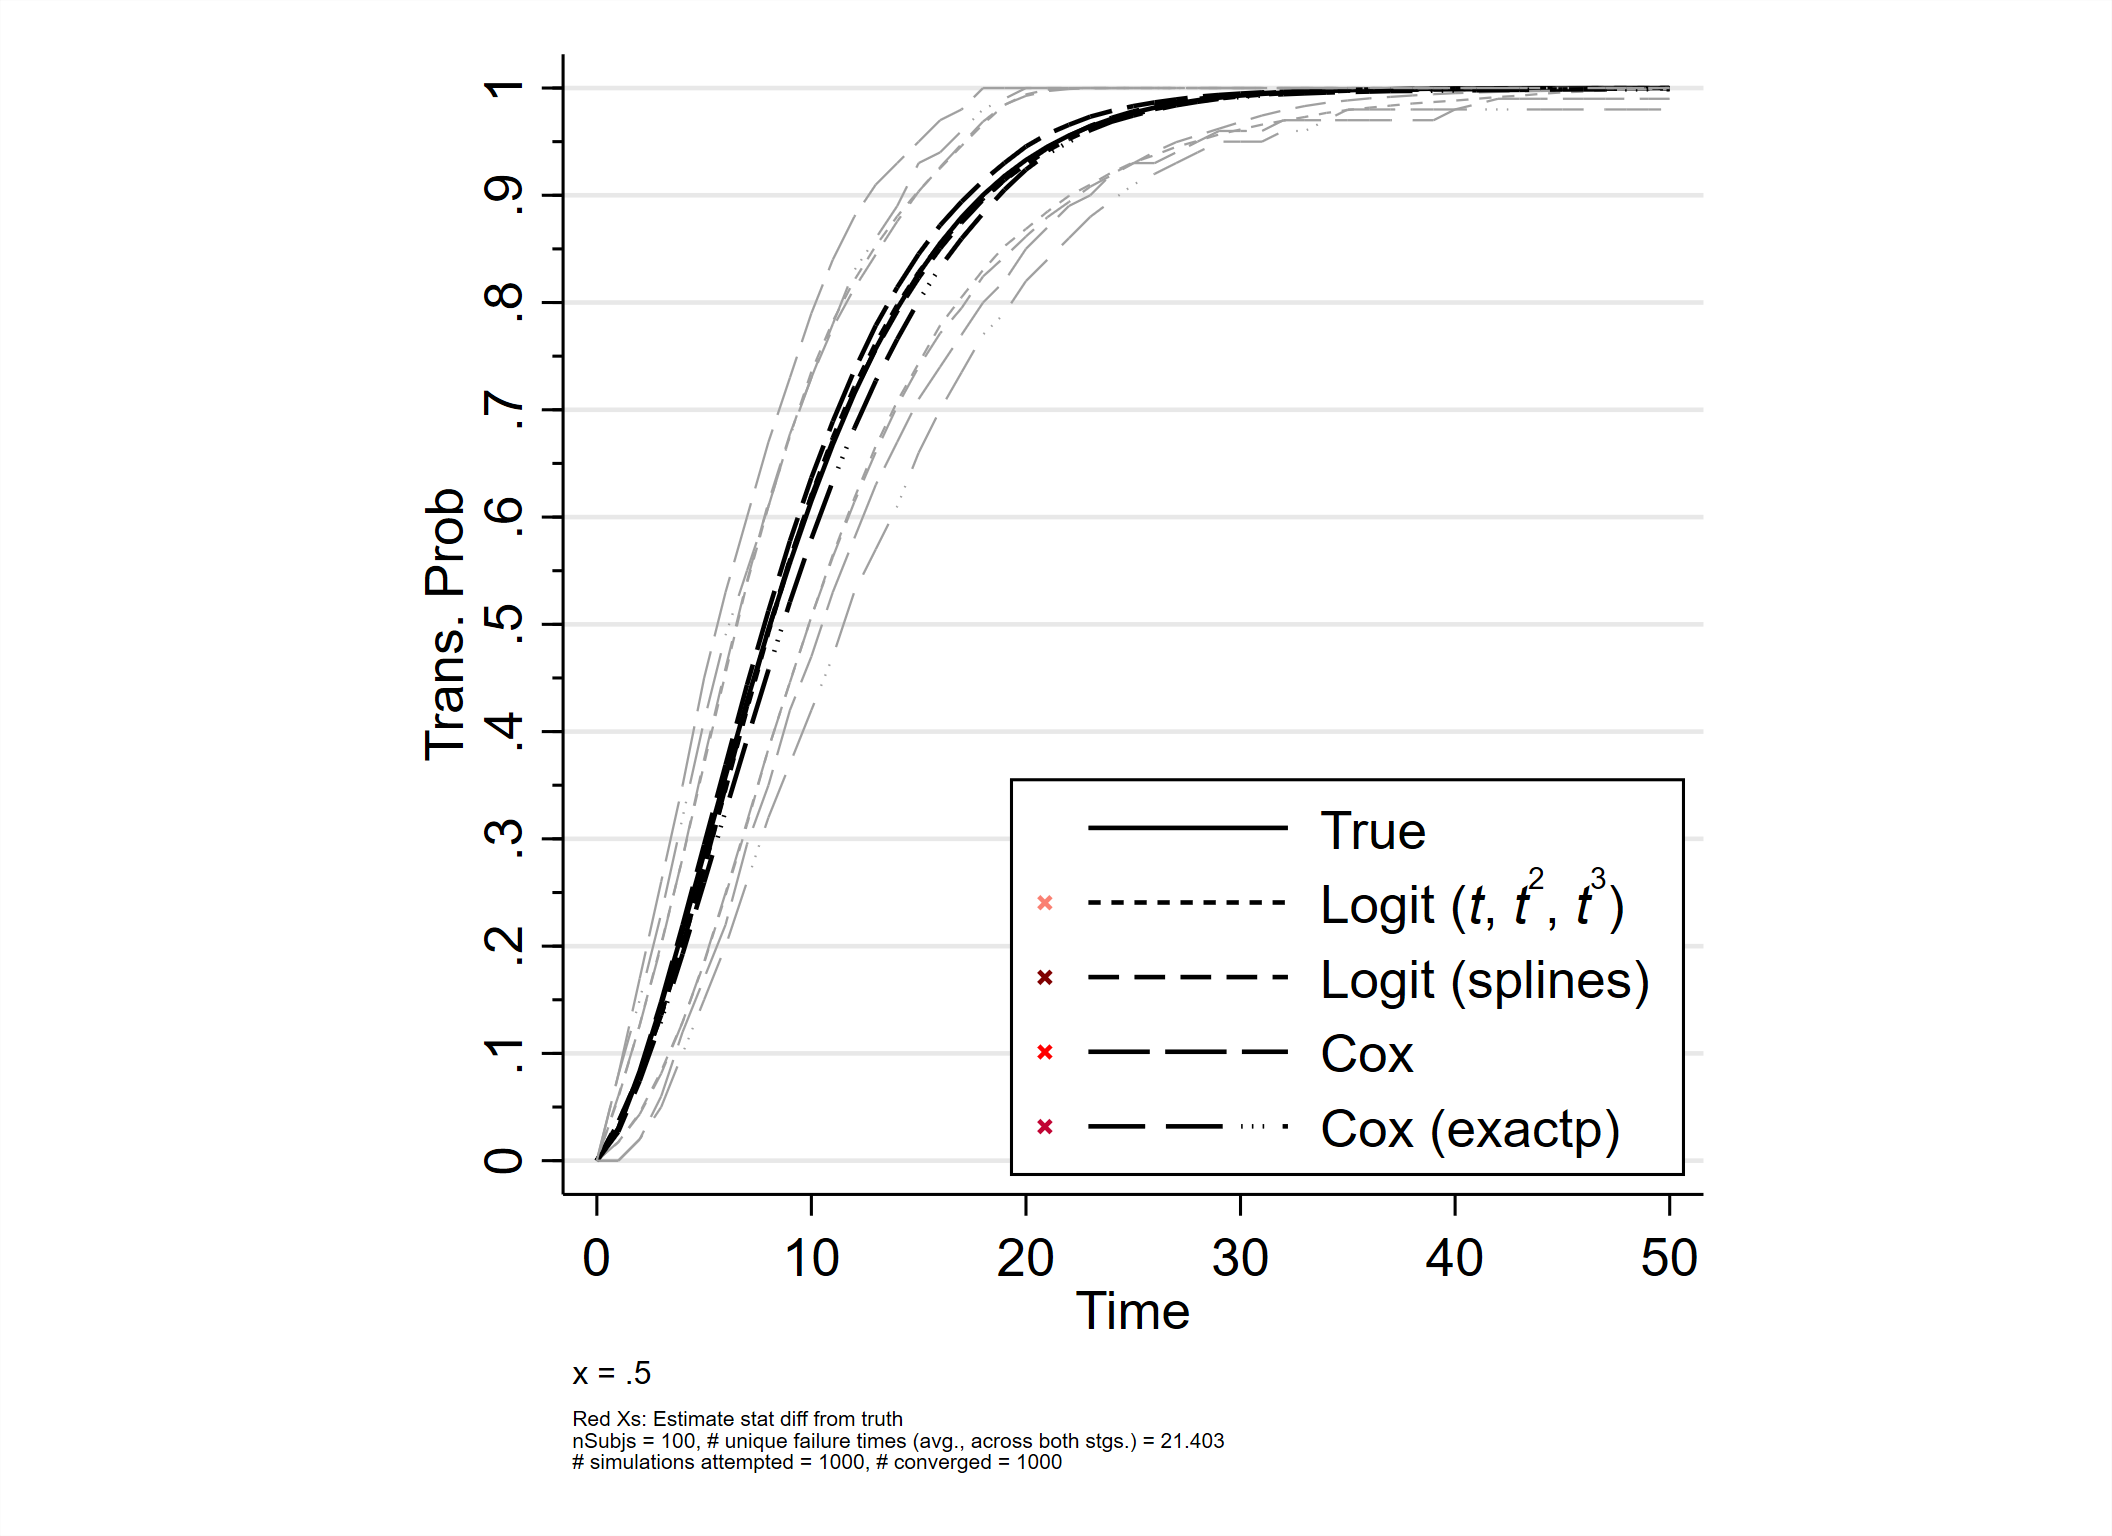 1
.9
.8
.7
.6
.5
.4
.3
.2
.1
0
Trans. Prob
True
Logit (t, t², t³)
Logit (splines)
Cox
Cox (exactp)
0 10 20 30 40 50
Time
x = .5
Red Xs: Estimate stat diff from truth
nSubjs = 100, # unique failure times (avg., across both stgs.) = 21.403
# simulations attempted = 1000, # converged = 1000